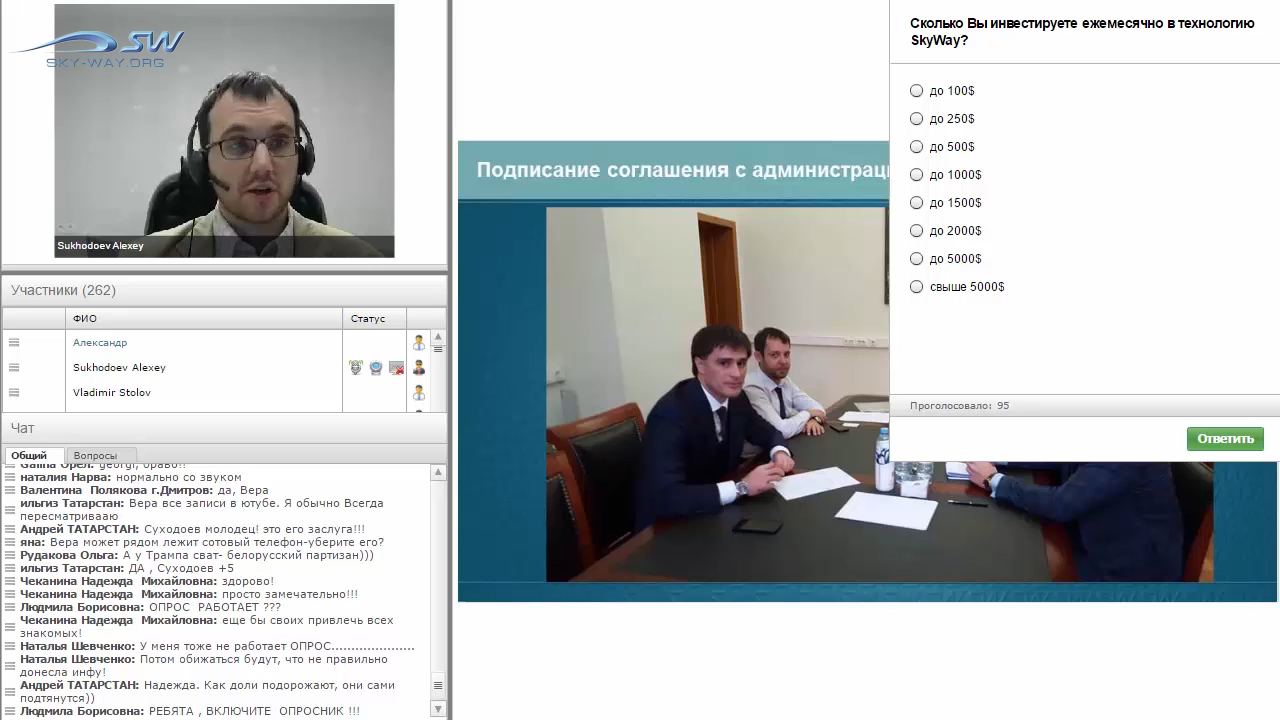 SW
SKY-WAY.ORG
Sukhodoev Alexey
Участники (262)
ФИО
Статус
Александр
Sukhodoev Alexey
Vladimir Stolov
Чат
Общий
Вопросы
Galina Орел: georgi, браво!!
наталия Нарва: нормально со звуком
Валентина Полякова г.Дмитров: да, Вера
ильгиз Татарстан: Вера все записи в ютубе. Я обычно Всегда
пересматриваю
Андрей ТАТАРСТАН: Суходоев молодец! это его заслуга!!!
яна: Вера может рядом лежит сотовый телефон-уберите его?
Рудакова Ольга: А у Трампа сват- белорусский партизан)))
ильгиз Татарстан: ДА , Суходоев +5
Чеканина Надежда Михайловна: здорово!
Чеканина Надежда Михайловна: просто замечательно!!!
Людмила Борисовна: ОПРОС РАБОТАЕТ ???
Чеканина Надежда Михайловна: еще бы своих привлечь всех
знакомых!
Наталья Шевченко: У меня тоже не работает ОПРОС....................
Наталья Шевченко: Потом обижаться будут, что не правильно
донесла инфу!
Андрей ТАТАРСТАН: Надежда. Как доли подорожают, они сами
подтянутся))
Людмила Борисовна: РЕБЯТА , ВКЛЮЧИТЕ ОПРОСНИК !!!
Подписание соглашения с администраци
Сколько Вы инвестируете ежемесячно в технологию
SkyWay?
до 100$
до 250$
до 500$
до 1000$
до 1500$
до 2000$
до 5000$
свыше 5000$
Проголосовало: 95
Ответить